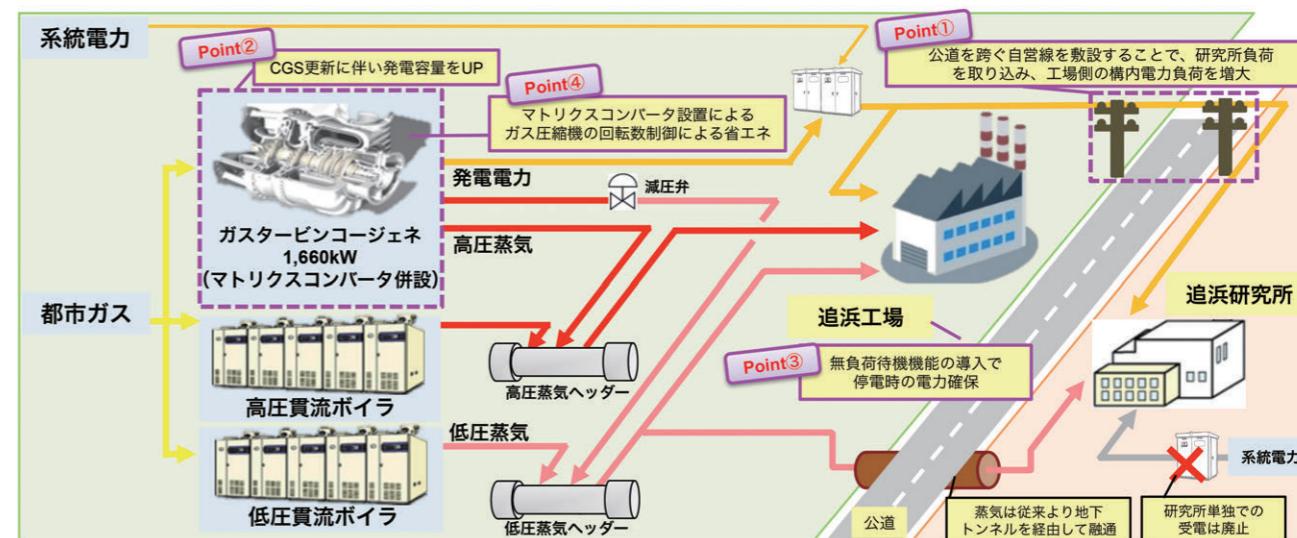 系統電力
Point②
CGS更新に伴い発電容量をUP
Point④
マトリクスコンバータ設置による
ガス圧縮機の回転数制御による省エネ
Point①
公道を跨ぐ自営線を敷設することで、研究所負荷
を取り込み、工場側の構内電力負荷を増大
発電電力
減圧弁
高圧蒸気
ガスタービンコージェネ
1,660kW
(マトリクスコンバータ併設)
都市ガス
追浜工場
追浜研究所
Point③
無負荷待機機能の導入で
停電時の電力確保
高圧蒸気ヘッダー
高圧貫流ボイラ
低圧蒸気
系統電力
低圧蒸気ヘッダー
低圧貫流ボイラ
公道
蒸気は従来より地下
トンネルを経由して融通
研究所単独での
受電は廃止